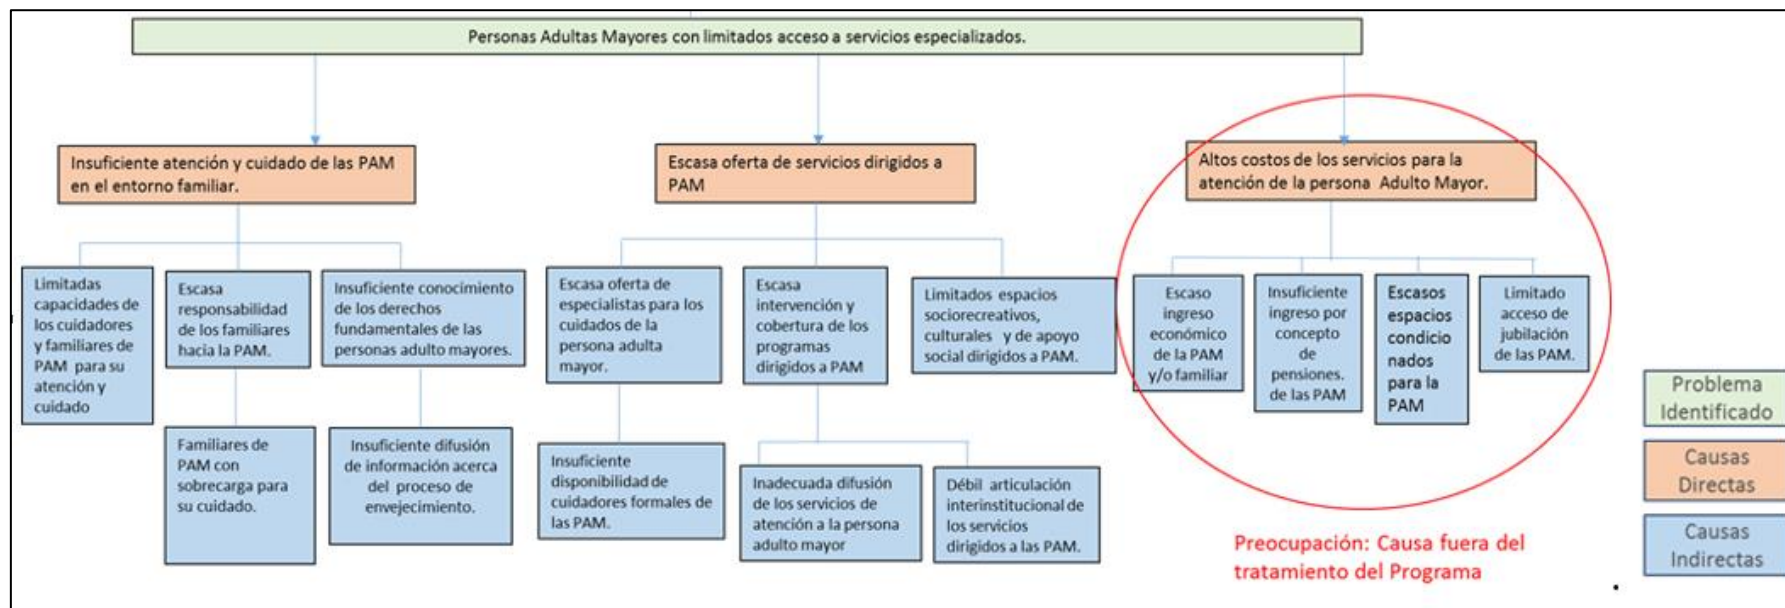 Personas Adultas Mayores con limitados acceso a servicios especializados.
Insuficiente atención y cuidado de las PAM
en el entorno familiar.
Escasa oferta de servicios dirigidos a
PAM
Altos costos de los servicios para la
atención de la persona Adulto Mayor.
Limitadas
capacidades de
los cuidadores
y familiares de
PAM para su
atención y
cuidado
Escasa
responsabilidad
de los familiares
hacia la PAM.
Insuficiente conocimiento
de los derechos
fundamentales de las
personas adulto mayores.
Escasa oferta de
especialistas para los
cuidados de la
persona adulta
mayor.
Escasa
intervención y
cobertura de los
programas
dirigidos a PAM
Limitados espacios
sociorecreativos,
culturales y de apoyo
social dirigidos a PAM.
Escaso
ingreso
económico
de la PAM
y/o familiar
Insuficiente
ingreso por
concepto
de
pensiones.
de las PAM
Escasos
espacios
condicio
nados
para la
PAM
Limitado
acceso de
jubilación
de las PAM.
Familiares de
PAM con
sobrecarga para
su cuidado.
Insuficiente difusión
de información acerca
del proceso de
envejecimiento.
Insuficiente
disponibilidad de
cuidadores formales de
las PAM.
Inadecuada difusión
de los servicios de
atención a la persona
adulto mayor
Débil articulación
interinstitucional de
los servicios
dirigidos a las PAM.
Preocupación: Causa fuera del
tratamiento del Programa
Problema
Identificado
Causas
Directas
Causas
Indirectas